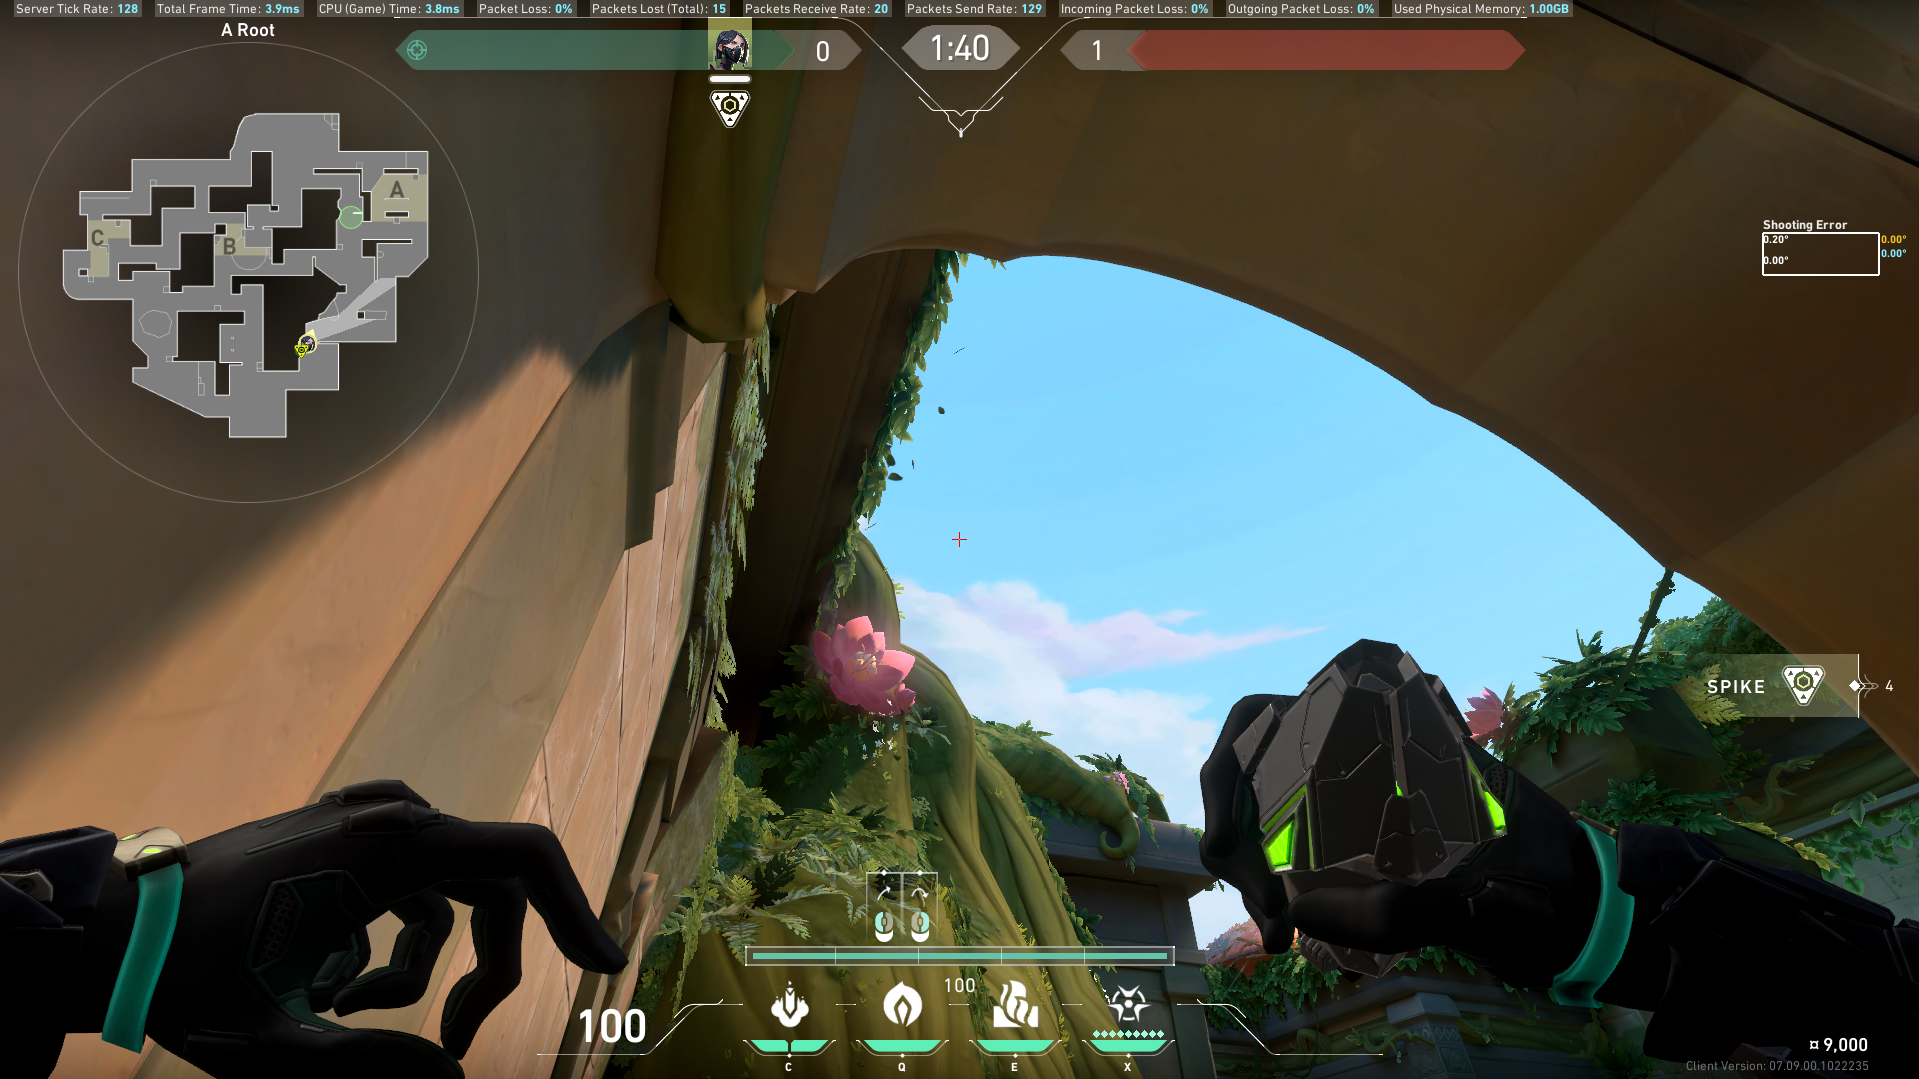 Server Tick Rate: 128 Total Frame Time: 3.9ms CPU (Game) Time: 3.8ms Packet Loss: 0% Packets Lost (Total): 15 Packets Receive Rate: 20 Packets Send Rate: 129 Incoming Packet Loss: 0% Outgoing Packet Loss: 0% Used Physical Memory: 1.00GB
A Root
0 1:40 1
A
C B
Shooting Error
0.20° 0.00°
0.00° 0.00°
SPIKE 4
100
100
C Q E X
¤ 9,000
Client Version: 07.09.00.1022235